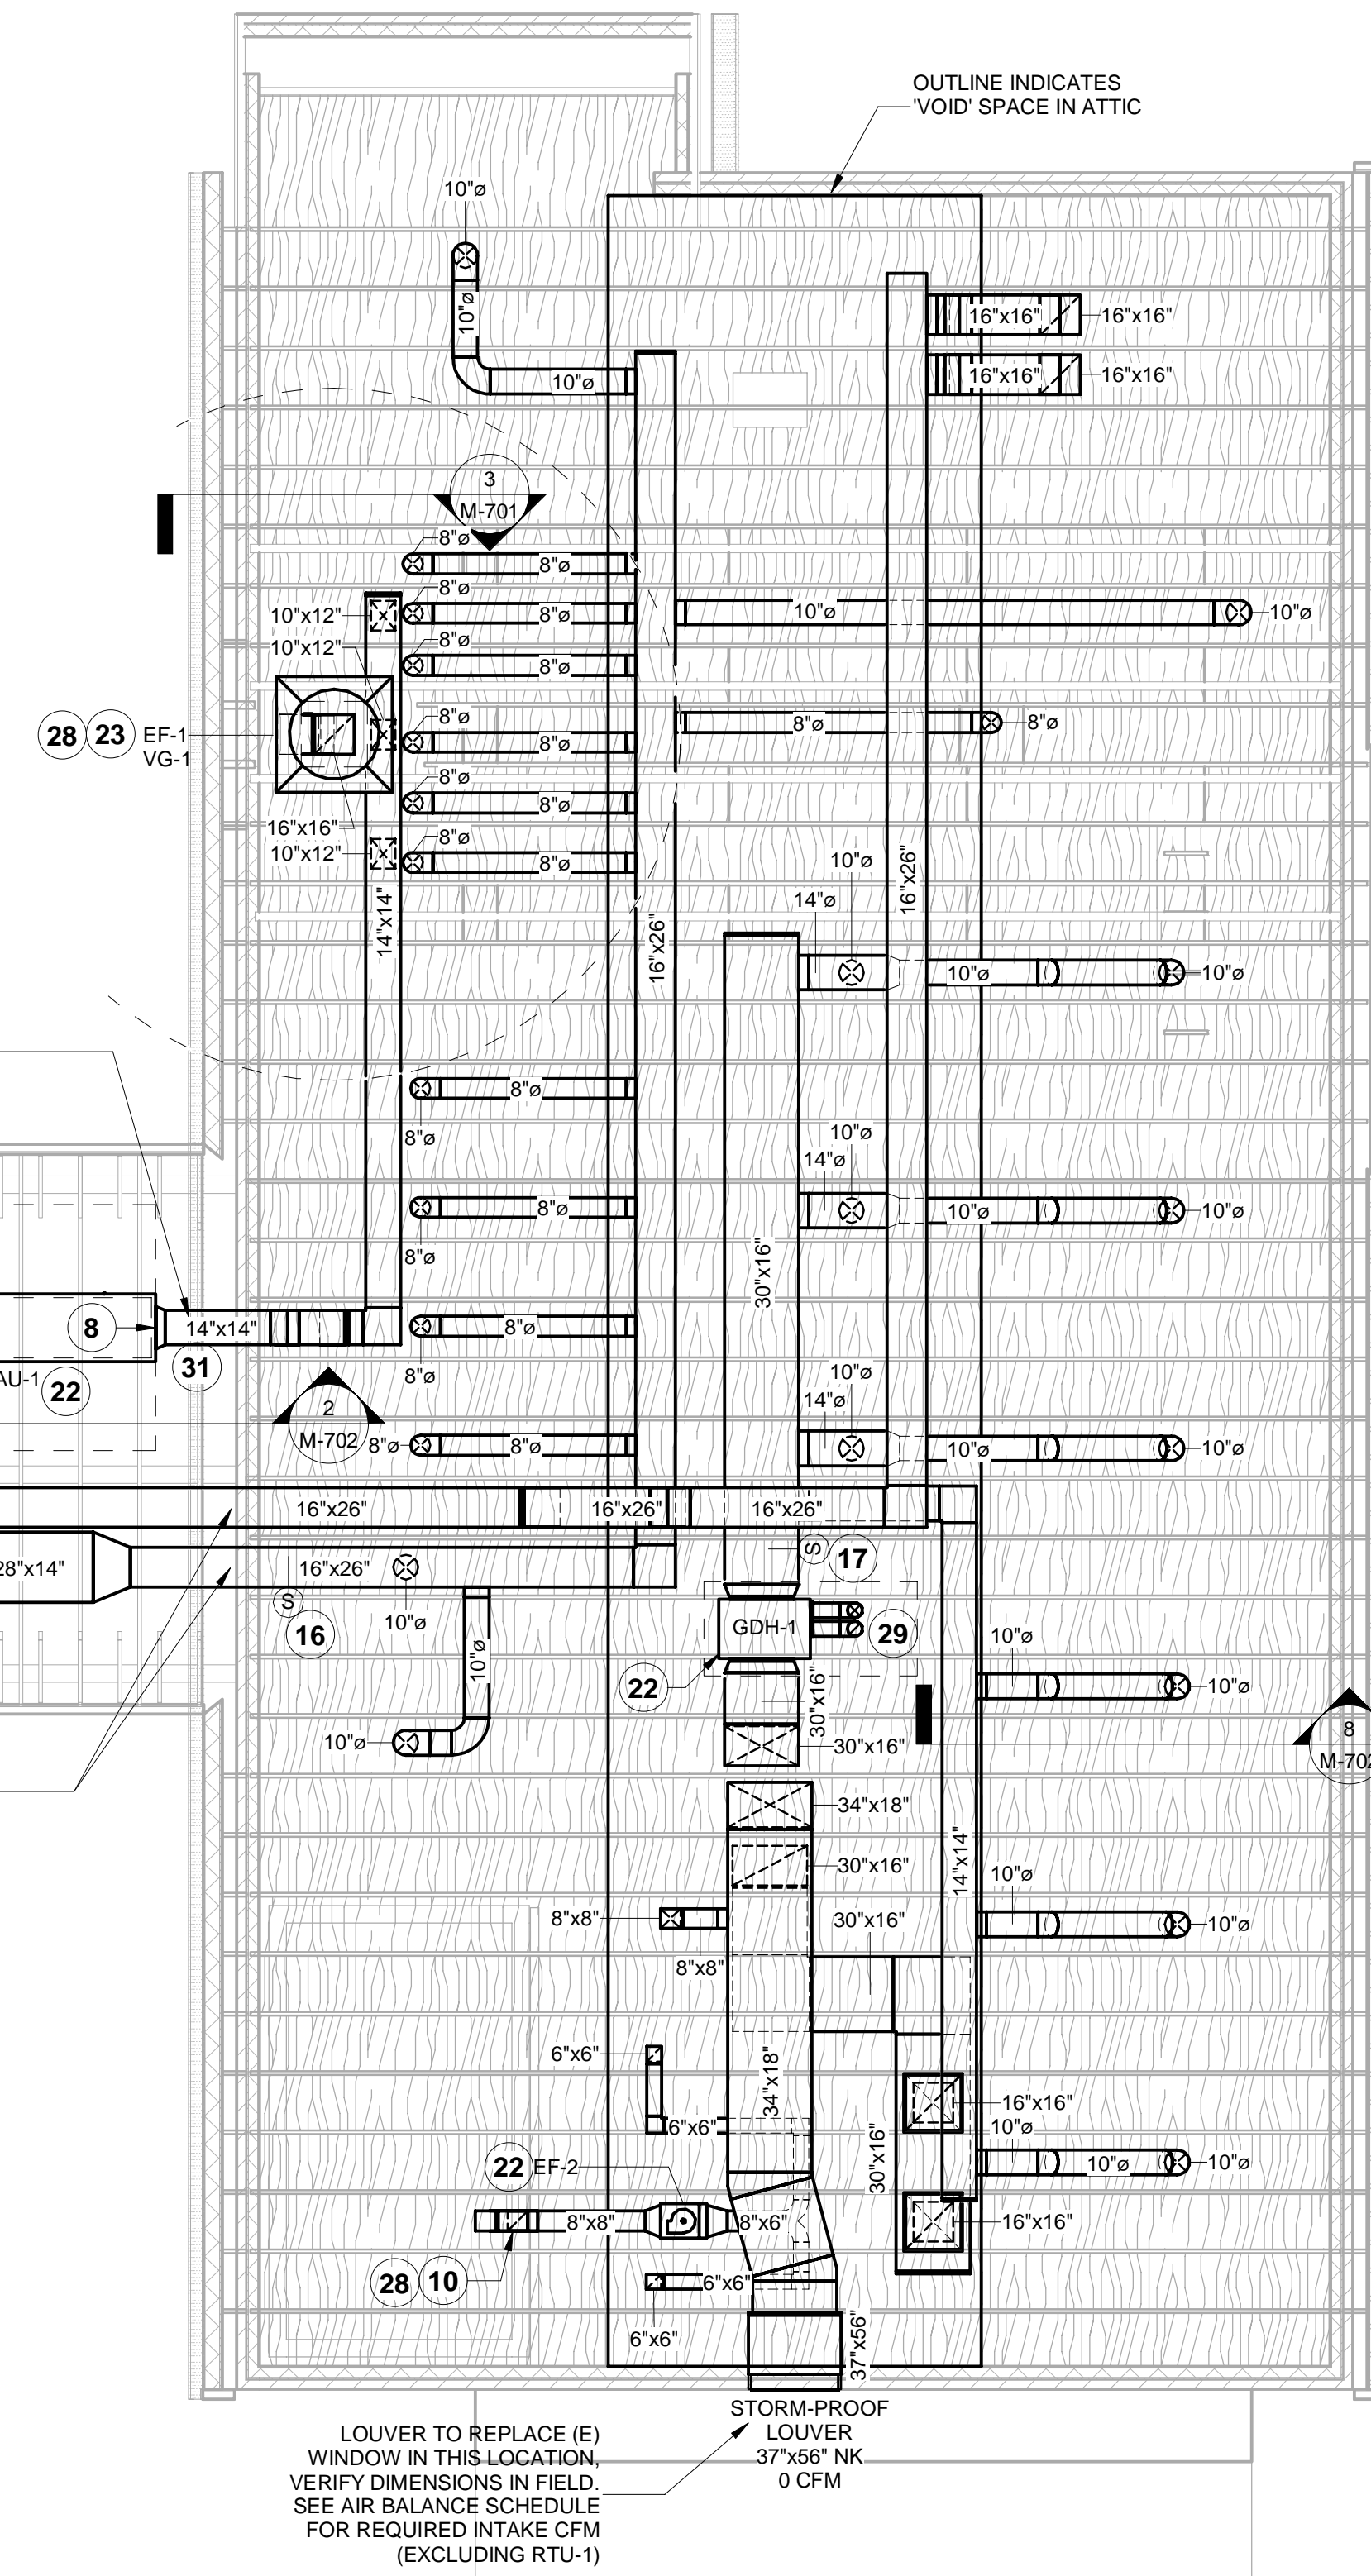 OUTLINE INDICATES
'VOID' SPACE IN ATTIC
10"ø
10"ø
10"ø
16"x16"
16"x16"
16"x16"
16"x16"
3
M-701
8"ø
8"ø
8"ø
8"ø
8"ø
8"ø
8"ø
8"ø
8"ø
8"ø
8"ø
8"ø
10"x12"
10"x12"
10"ø
10"ø
28
23
EF-1
VG-1
8"ø
8"ø
16"x16"
10"x12"
14"x14"
16"x26"
16"x26"
10"ø
14"ø
10"ø
10"ø
8"ø
8"ø
10"ø
14"ø
8"ø
8"ø
10"ø
10"ø
30"x16"
8
14"x14"
31
8"ø
8"ø
AU-1
22
10"ø
14"ø
2
M-702
8"ø
8"ø
10"ø
10"ø
16"x26"
16"x26"
16"x26"
28"x14"
16"x26"
S
17
S
16
10"ø
GDH-1
29
22
10"ø
10"ø
30"x16"
30"x16"
10"ø
10"ø
8
M-702
34"x18"
30"x16"
14"x14"
8"x8"
8"x8"
30"x16"
10"ø
10"ø
6"x6"
6"x6"
34"x18"
30"x16"
16"x16"
10"ø
10"ø
10"ø
22
EF-2
8"x8"
8"x6"
16"x16"
28
10
6"x6"
6"x6"
37"x56"
STORM-PROOF
LOUVER
37"x56" NK
0 CFM
LOUVER TO REPLACE (E)
WINDOW IN THIS LOCATION,
VERIFY DIMENSIONS IN FIELD.
SEE AIR BALANCE SCHEDULE
FOR REQUIRED INTAKE CFM
(EXCLUDING RTU-1)